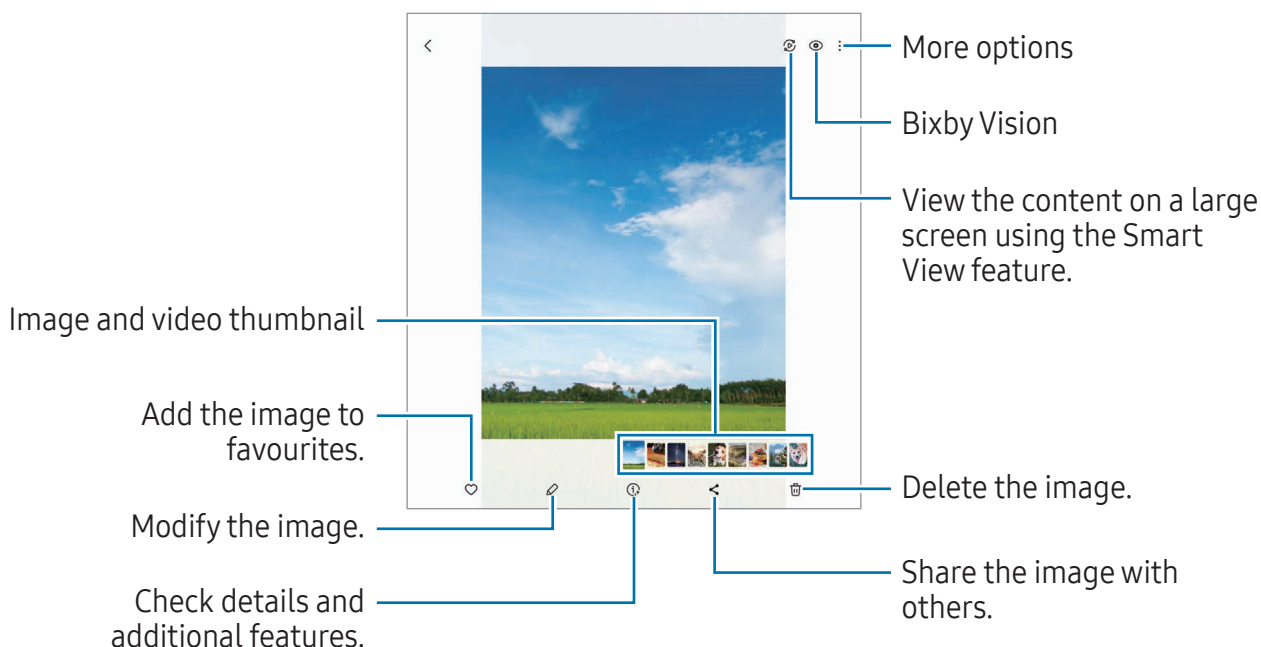 More options
Bixby Vision
View the content on a large
screen using the Smart
View feature.
Image and video thumbnail
Add the image to
favourites.
Modify the image.
Check details and
additional features.
Delete the image.
Share the image with
others.